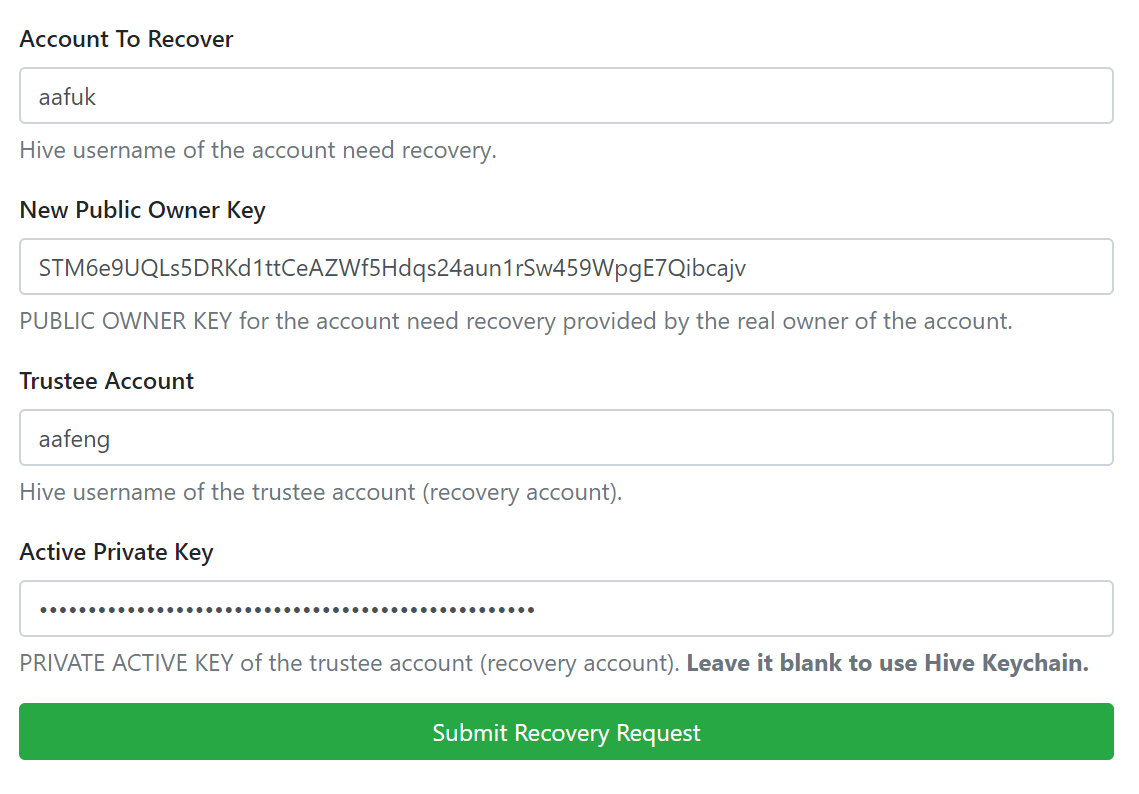 Account To Recover
aafuk
Hive username of the account need recovery.
New Public Owner Key
STM6e9UQLs5DRKd1ttCeAZWf5Hdqs24aun1rSw459WpgE7Qibcajv
PUBLIC OWNER KEY for the account need recovery provided by the real owner of the account.
Trustee Account
aafeng
Hive username of the trustee account (recovery account).
Active Private Key
•••••••••••••••••••••••••••••••••••••••••••••••••••
PRIVATE ACTIVE KEY of the trustee account (recovery account). Leave it blank to use Hive Keychain.
Submit Recovery Request